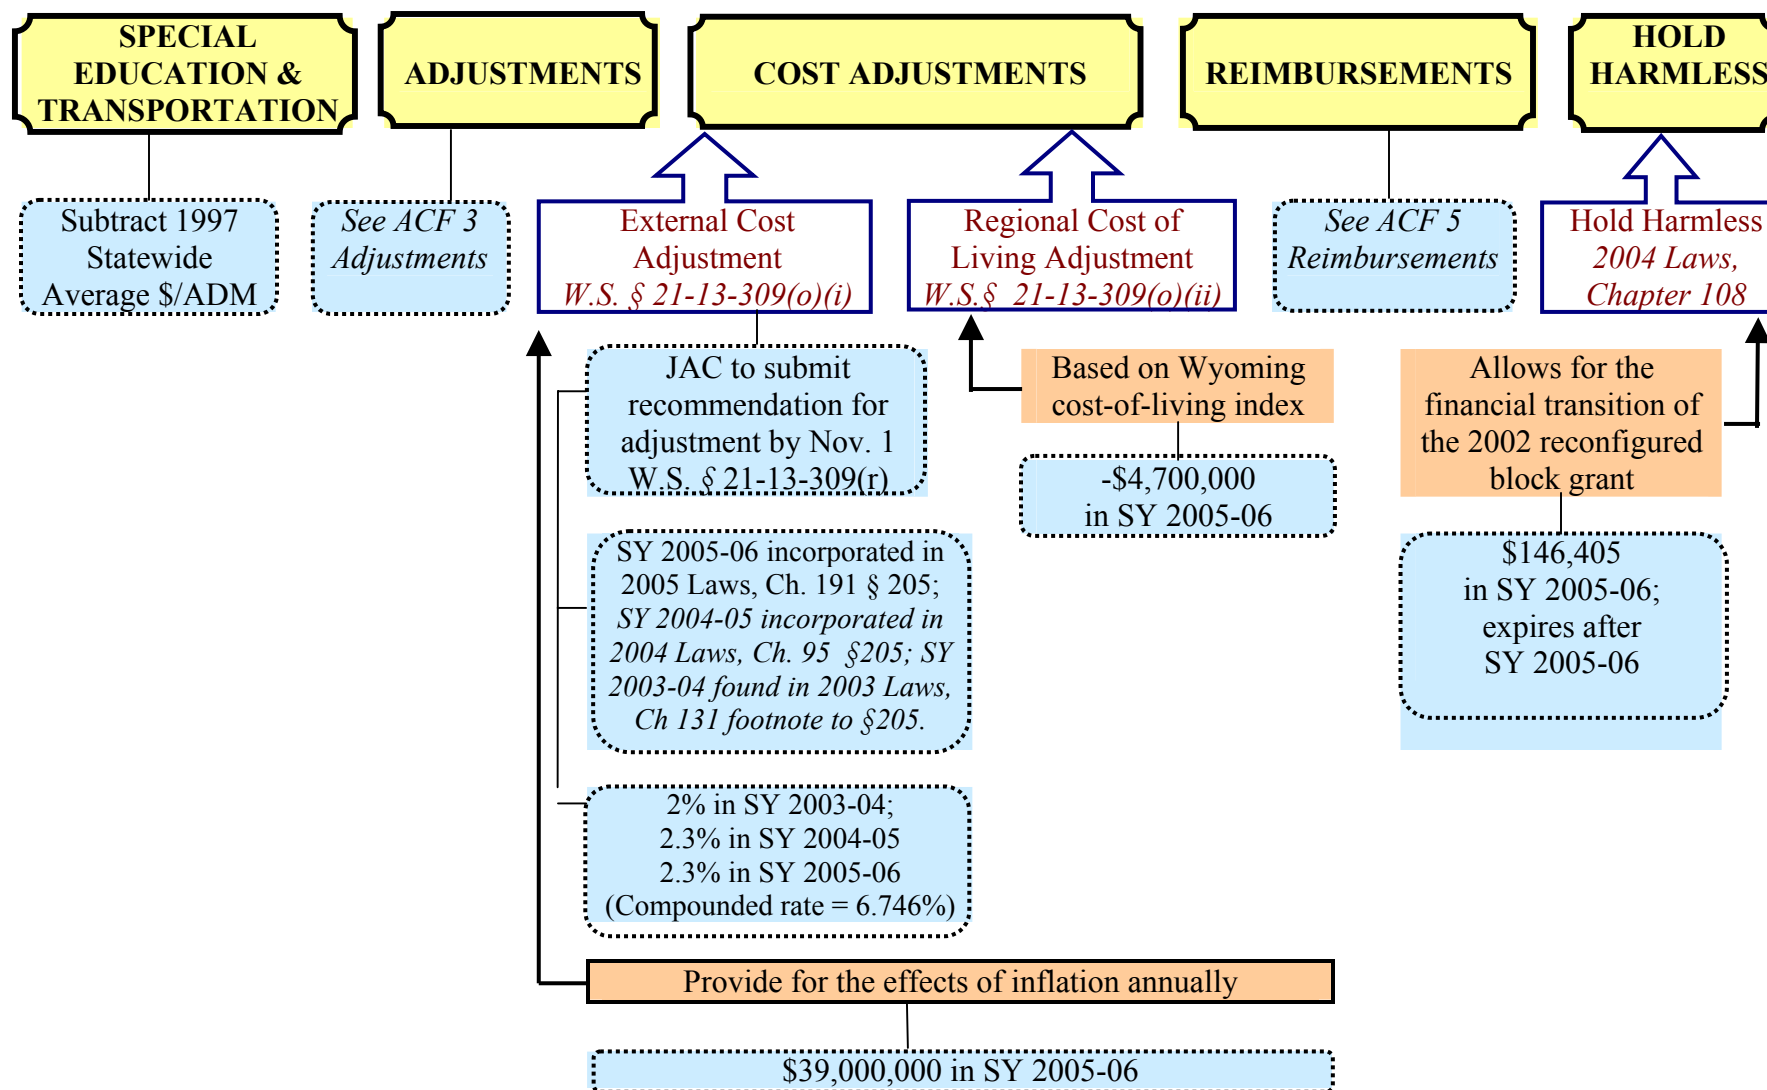 SPECIAL
EDUCATION &
TRANSPORTATION
ADJUSTMENTS
COST ADJUSTMENTS
REIMBURSEMENTS
HOLD
HARMLESS
Subtract 1997
Statewide
Average $/ADM
See ACF 3
Adjustments
External Cost
Adjustment
W.S. § 21-13-309(o)(i)
Regional Cost of
Living Adjustment
W.S.§ 21-13-309(o)(ii)
See ACF 5
Reimbursements
Hold Harmless
2004 Laws,
Chapter 108
JAC to submit
recommendation for
adjustment by Nov. 1
W.S. § 21-13-309(r)
Based on Wyoming
cost-of-living index
-$4,700,000
in SY 2005-06
Allows for the
financial transition of
the 2002 reconfigured
block grant
$146,405
in SY 2005-06;
expires after
SY 2005-06
SY 2005-06 incorporated in
2005 Laws, Ch. 191 § 205;
SY 2004-05 incorporated in
2004 Laws, Ch. 95 §205; SY
2003-04 found in 2003 Laws,
Ch 131 footnote to §205.
2% in SY 2003-04;
2.3% in SY 2004-05
2.3% in SY 2005-06
(Compounded rate = 6.746%)
Provide for the effects of inflation annually
$39,000,000 in SY 2005-06